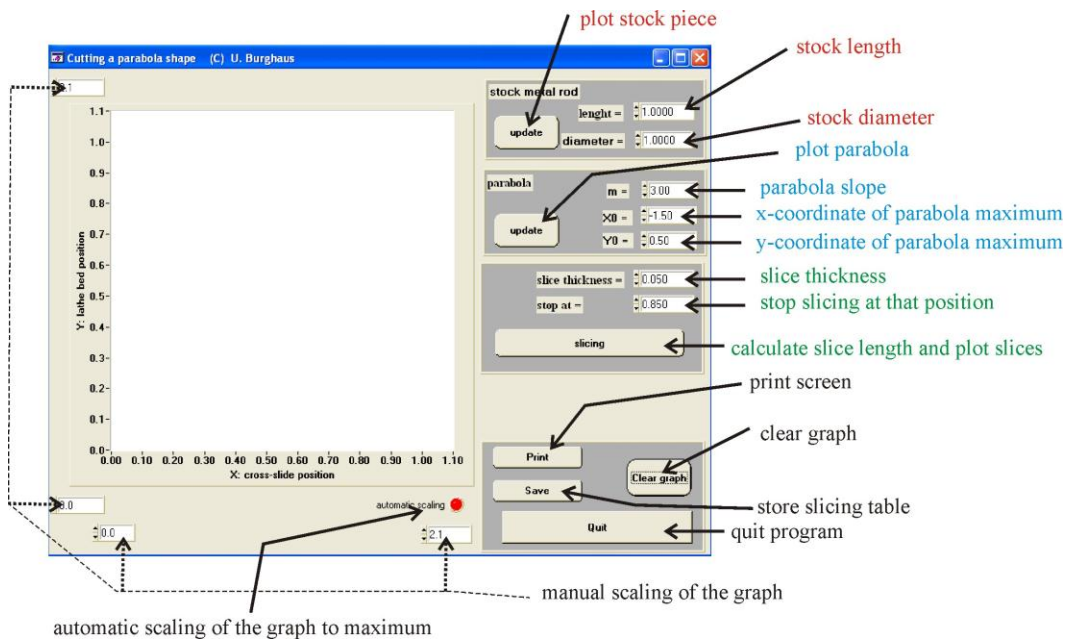 plot stock piece
stock length
stock diameter
plot parabola
parabola slope
x-coordinate of parabola maximum
y-coordinate of parabola maximum
slice thickness
stop slicing at that position
calculate slice length and plot slices
print screen
clear graph
store slicing table
quit program
manual scaling of the graph
automatic scaling of the graph to maximum
Cutting a parabola shape (C) U. Burghaus
1.1-
1.0-
0.9-
0.8-
0.7-
0.6-
0.5-
0.4-
0.3-
0.2-
0.1-
0.0-
Y: lathe bed position
0.00 0.10 0.20 0.30 0.40 0.50 0.60 0.70 0.80 0.90 1.00 1.10
X: cross-slide position
automatic scaling
0.0
2.1
stock metal rod
update
lenght = 1.0000
diameter = 1.0000
parabola
update
m = 3.00
X0 = -1.50
Y0 = 0.50
slice thickness = 0.050
stop at = 0.850
slicing
Print
Save
Clear graph
Quit